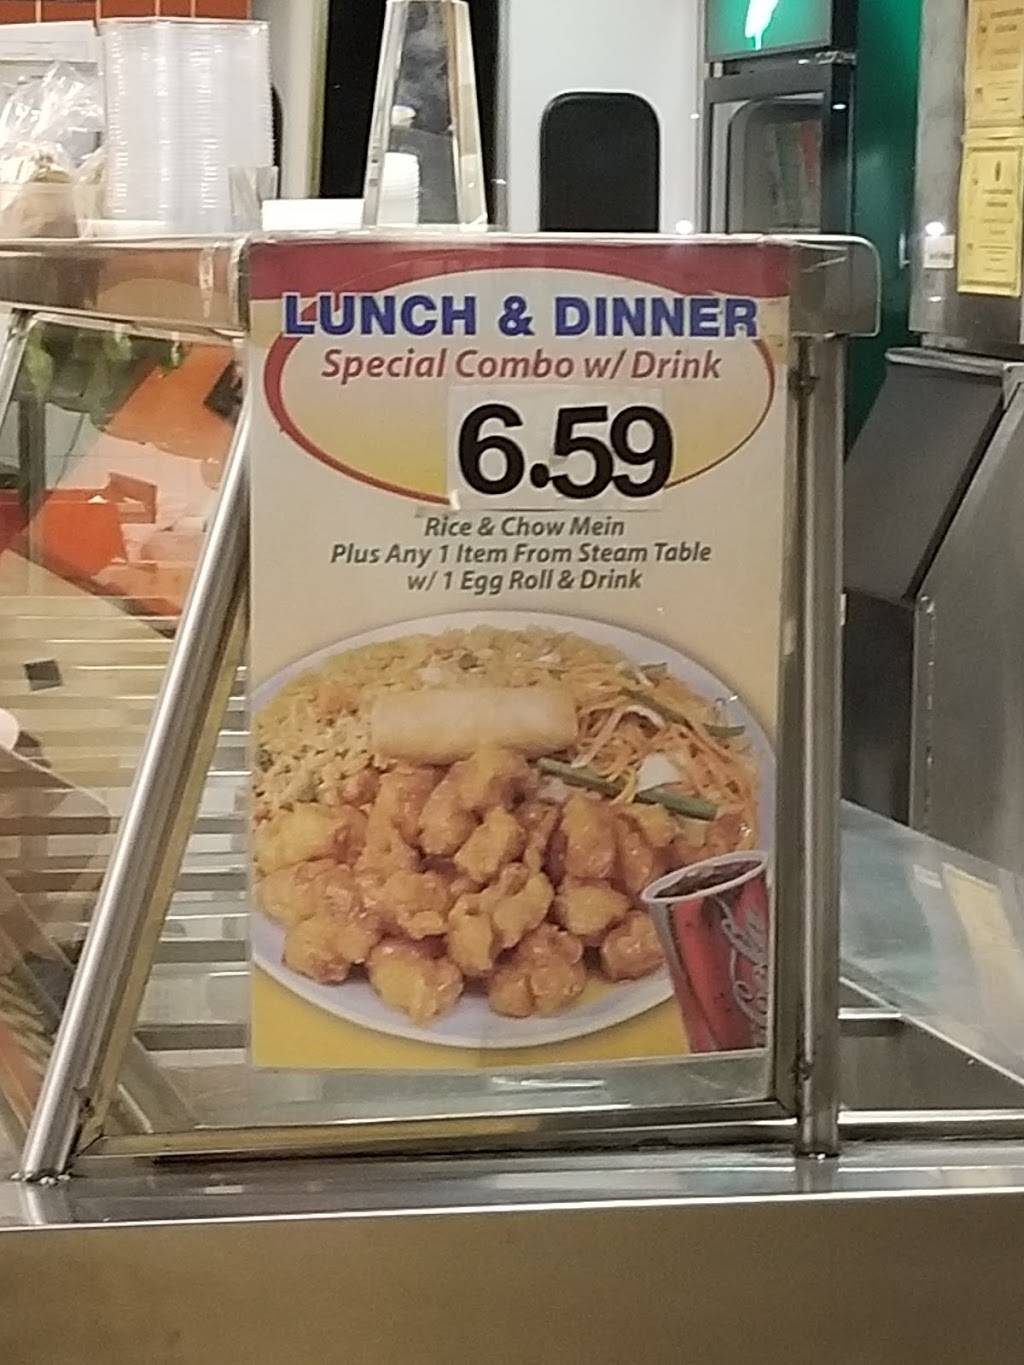 LUNCH & DINNER
Special Combo w/ Drink
6.59
Rice & Chow Mein
Plus Any 1 Item From Steam Table
w/ 1 Egg Roll & Drink